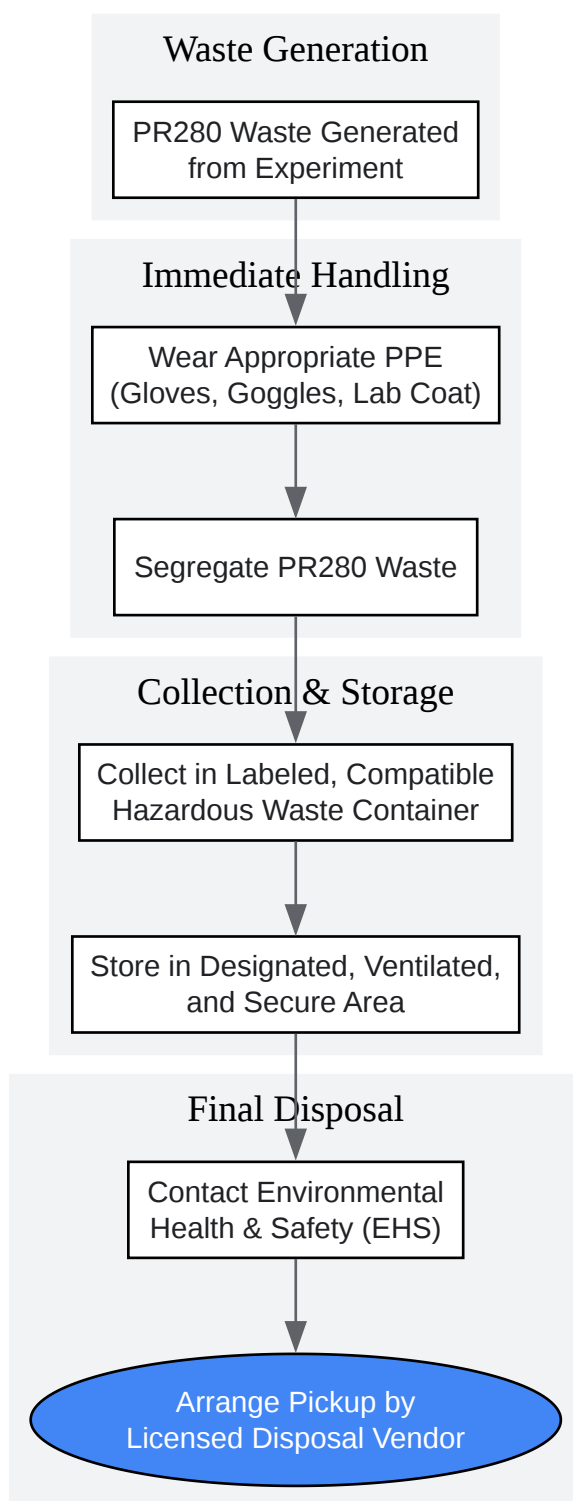 Waste Generation
PR280 Waste Generated
from Experiment
Immediate Handling
Wear Appropriate PPE
(Gloves, Goggles, Lab Coat)
Segregate PR280 Waste
Collection & Storage
Collect in Labeled, Compatible
Hazardous Waste Container
Store in Designated, Ventilated,
and Secure Area
Final Disposal
Contact Environmental
Health & Safety (EHS)
Arrange Pickup by
Licensed Disposal Vendor